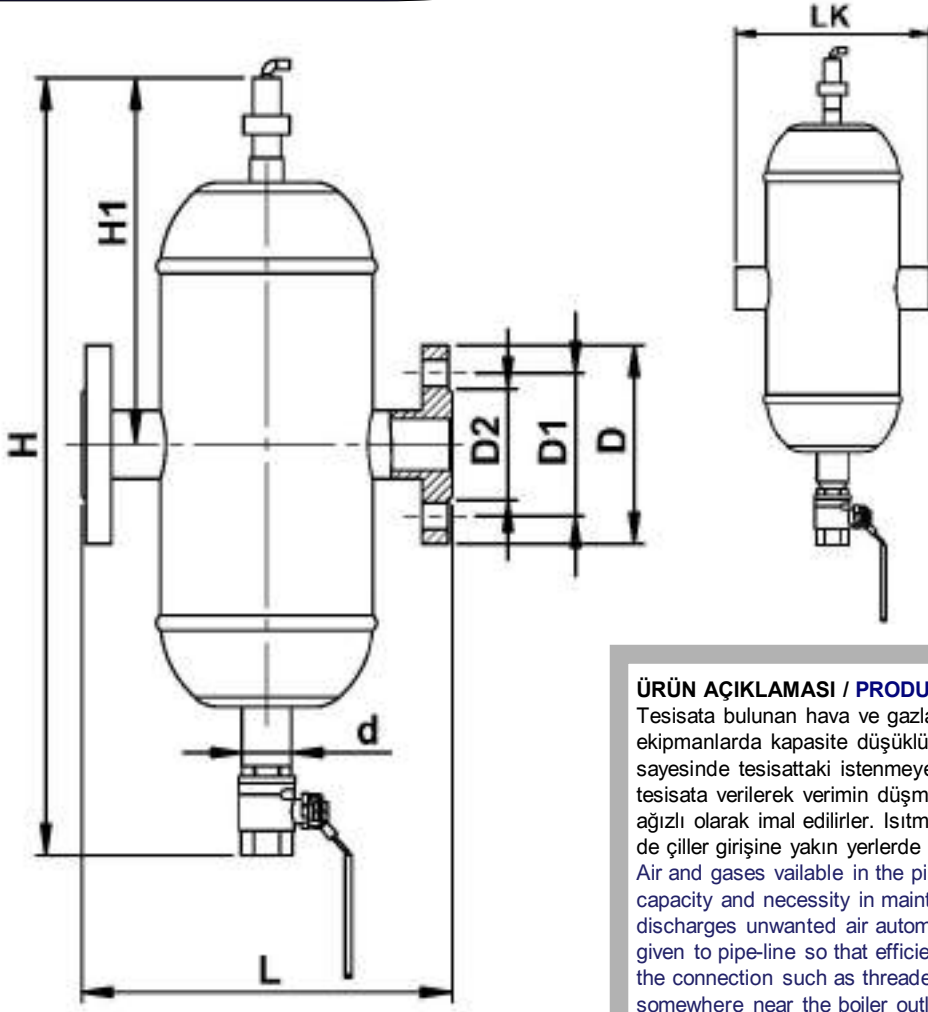 LK
H1
H
D2
D1
D
d
L
ÜRÜN AÇIKLAMASI / PRODU
Tesisata bulunan hava ve gazla
ekipmanlarda kapasite düşüklü
sayesinde tesisattaki istenmeye
tesisata verilerek verimin düşm
ağızlı olarak imal edilirler. Isıtm
de çiller girişine yakın yerlerde
Air and gases vailable in the pi
capacity and necessity in maint
discharges unwanted air autom
given to pipe-line so that efficie
the connection such as threade
somewhere near the boiler outl